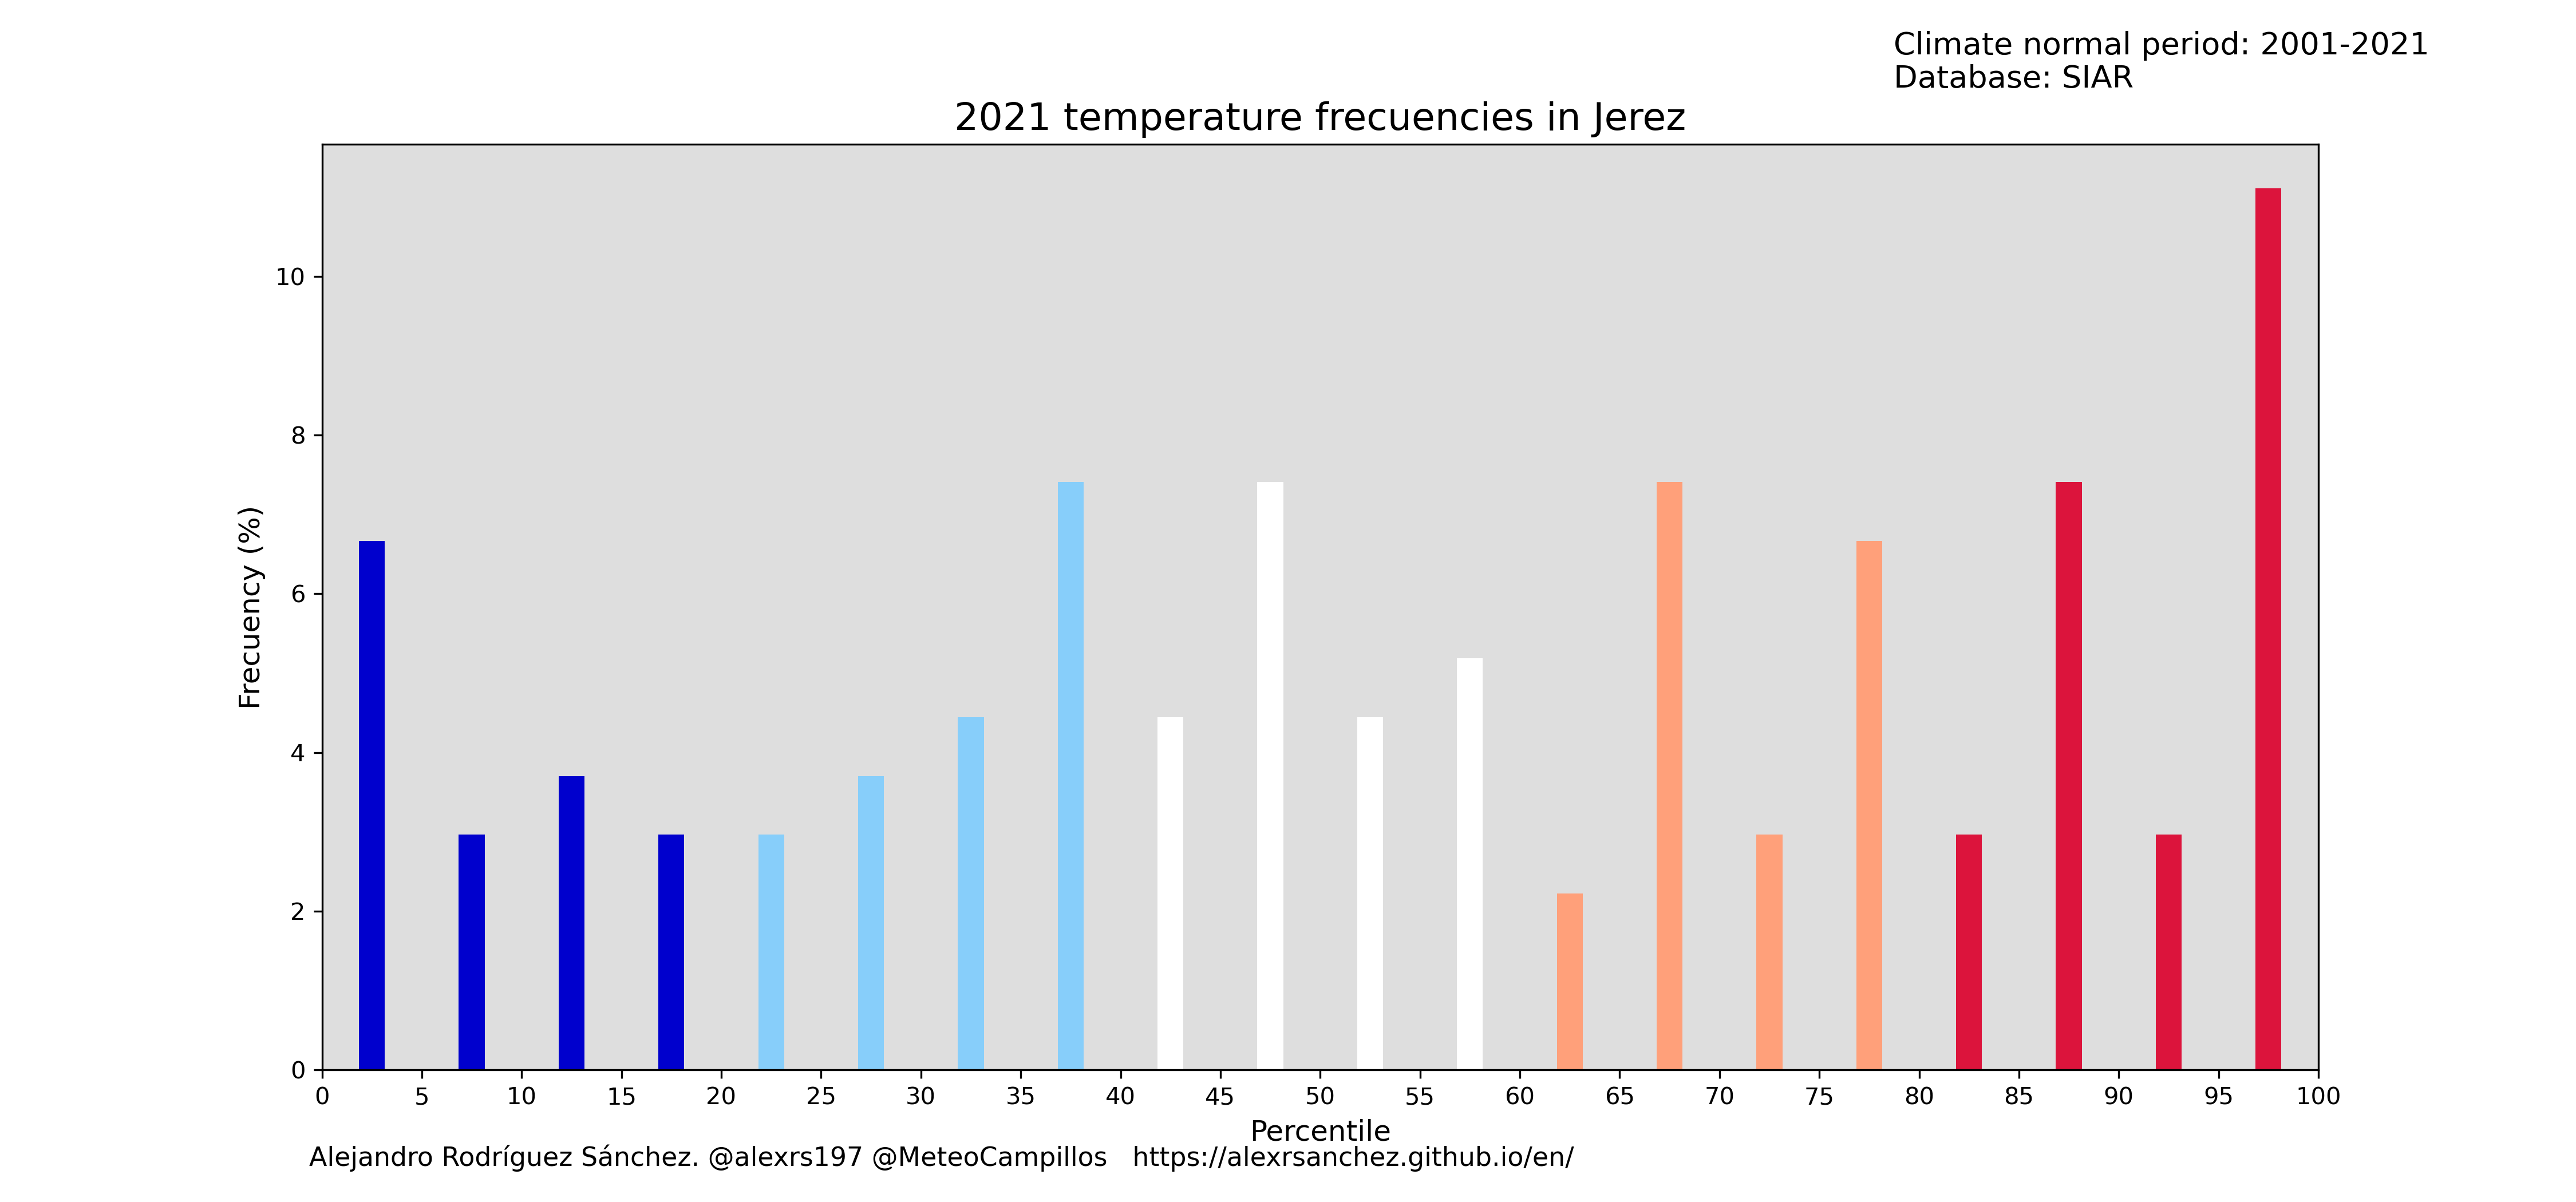 Climate normal period: 2001-2021
Database: SIAR
2021 temperature frecuencies in Jerez
Frecuency (%)
10
8
6
4
2
0
0 5 10 15 20 25 30 35 40 45 50 55 60 65 70 75 80 85 90 95 100
Percentile
Alejandro Rodríguez Sánchez. @alexrs197 @MeteoCampillos https://alexrsanchez.github.io/en/